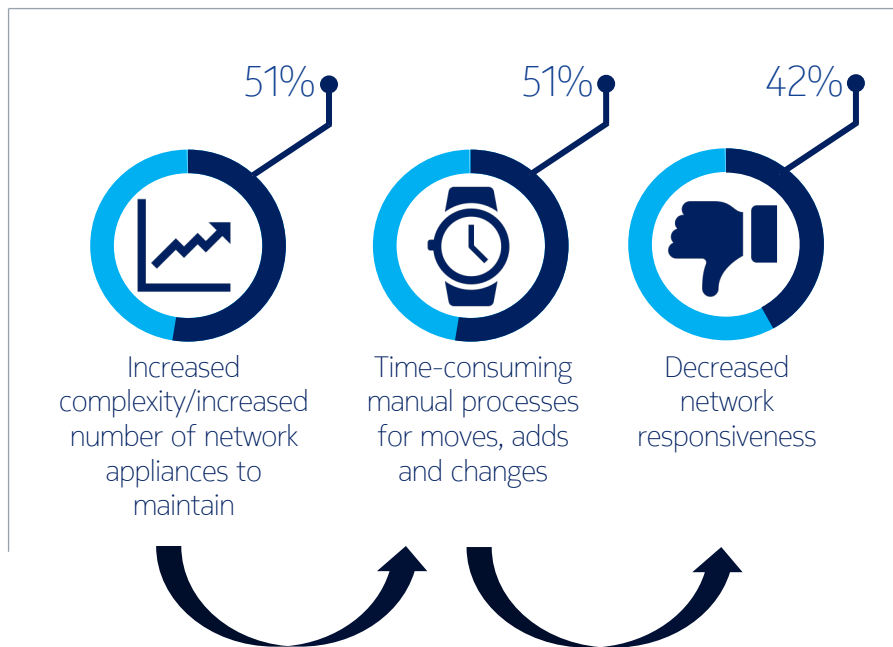 51%
51%
42%
Increased
complexity/increased
number of network
appliances to
maintain
Time-consuming
manual processes
for moves, adds
and changes
Decreased
network
responsiveness